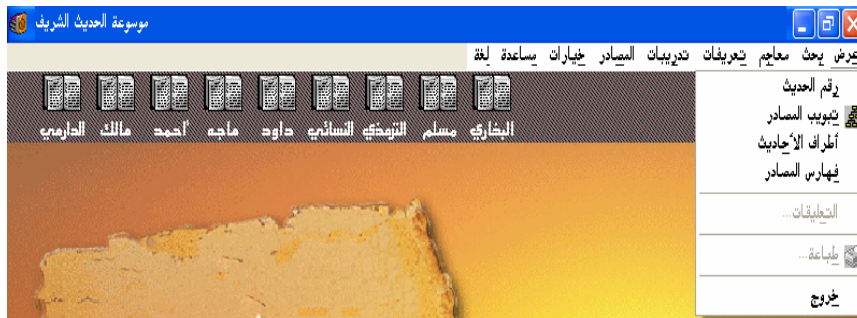 موسوعة الحديث الشريف
عرض بحث معاجم تعريفات تدريبات المصادر خيارات مساعدة لغة
رقم الحديث
تبويب المصادر
أطراف الأحاديث
فهارس المصادر
التعليقات...
طباعة...
خروج
البخاري مسلم الترمذي النسائي داود ماجه أحمد مالك الدارمي